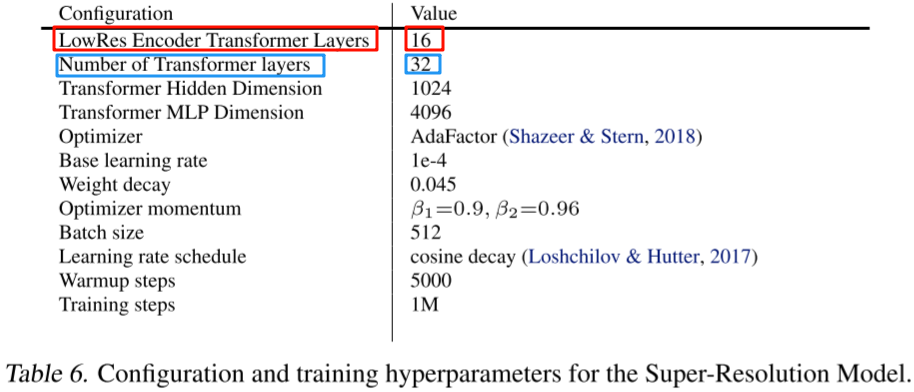 Configuration Value
LowRes Encoder Transformer Layers 16
Number of Transformer layers 32
Transformer Hidden Dimension 1024
Transformer MLP Dimension 4096
Optimizer AdaFactor (Shazeer & Stern, 2018)
Base learning rate 1e-4
Weight decay 0.045
Optimizer momentum β₁=0.9, β₂=0.96
Batch size 512
Learning rate schedule cosine decay (Loshchilov & Hutter, 2017)
Warmup steps 5000
Training steps 1M
Table 6. Configuration and training hyperparameters for the Super-Resolution Model.